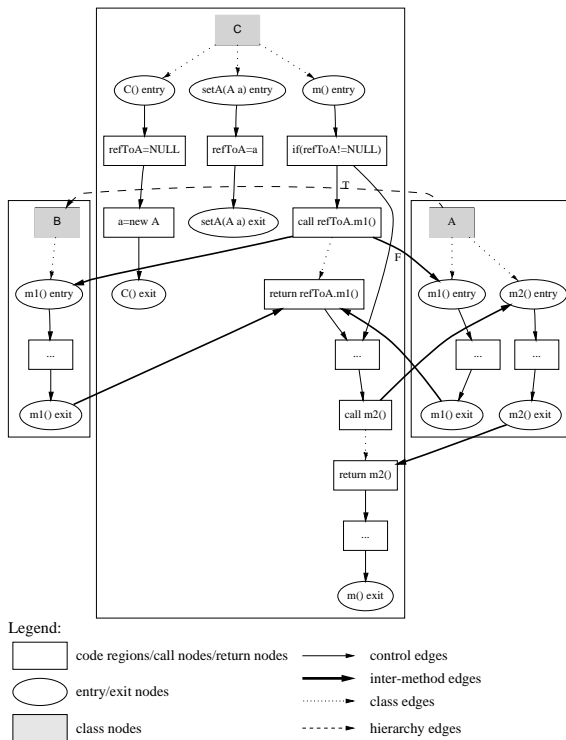 C
C() entry
setA(A a) entry
m() entry
refToA=NULL
refToA=a
if(refToA!=NULL)
T
B
a=new A
setA(A a) exit
call refToA.m1()
A
F
m1() entry
C() exit
return refToA.m1()
m1() entry
m2() entry
...
...
...
...
m1() exit
call m2()
m1() exit
m2() exit
return m2()
...
m() exit
Legend:
code regions/call nodes/return nodes
control edges
inter-method edges
entry/exit nodes
class edges
class nodes
hierarchy edges